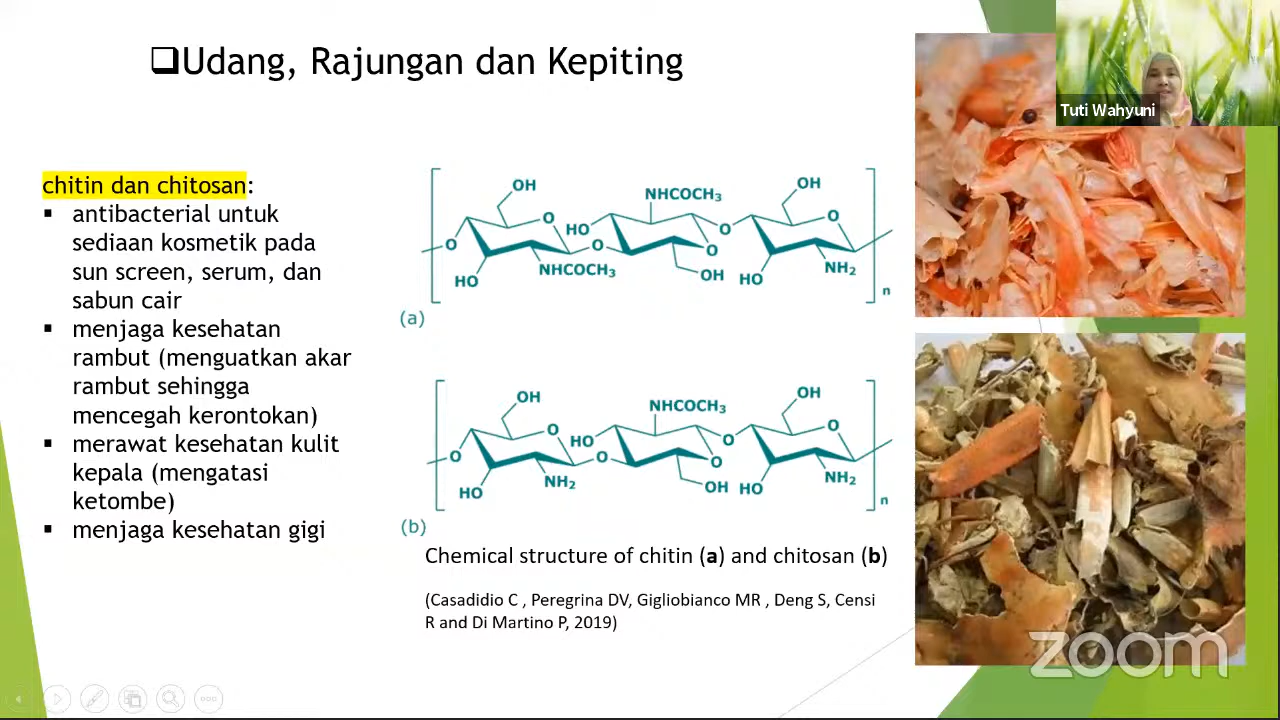 ❑Udang, Rajungan dan Kepiting
Tuti Wahyuni
chitin dan chitosan:
▪ antibacterial untuk
sediaan kosmetik pada
sun screen, serum, dan
sabun cair
▪ menjaga kesehatan
rambut (menguatkan akar
rambut sehingga
mencegah kerontokan)
▪ merawat kesehatan kulit
kepala (mengatasi
ketombe)
▪ menjaga kesehatan gigi
OH
O
NHCOCH₃
OH
O
O
HO
O
O
O
HO
NHCOCH₃
OH
HO
NH₂
n
(a)
OH
O
NHCOCH₃
OH
O
O
HO
O
O
O
HO
NH₂
OH
HO
NH₂
n
(b)
Chemical structure of chitin (a) and chitosan (b)
(Casadidio C , Peregrina DV, Gigliobianco MR , Deng S, Censi
R and Di Martino P, 2019)
zoom